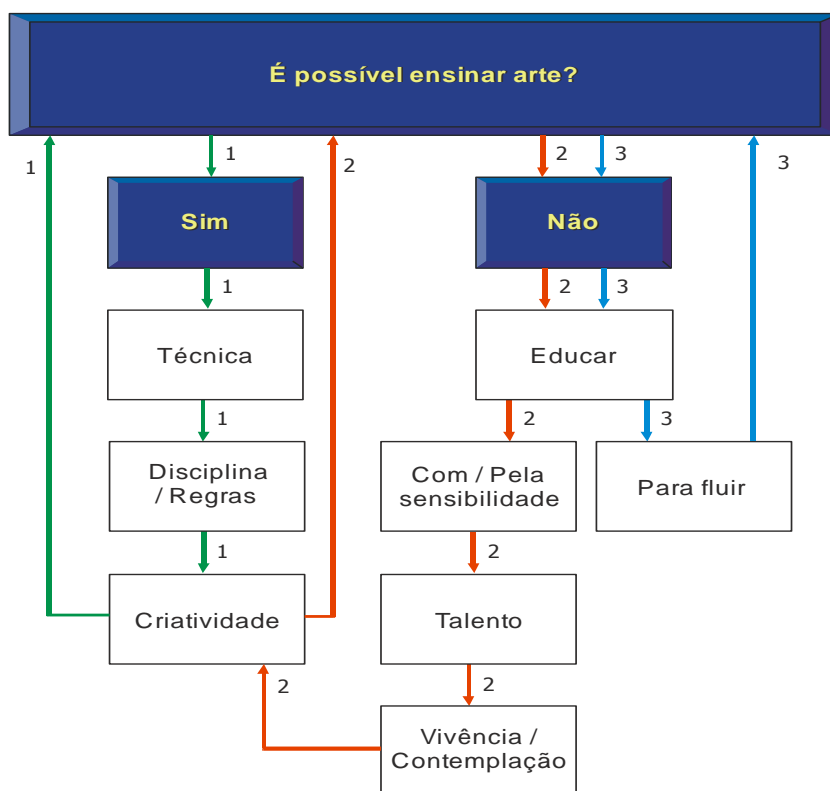 É possível ensinar arte?
1
1
2
2
3
3
Sim
Não
1
2
3
Técnica
Educar
1
2
3
Disciplina
/ Regras
Com / Pela
sensibilidade
Para fluir
1
2
Criatividade
Talento
2
2
Vivência /
Contemplação